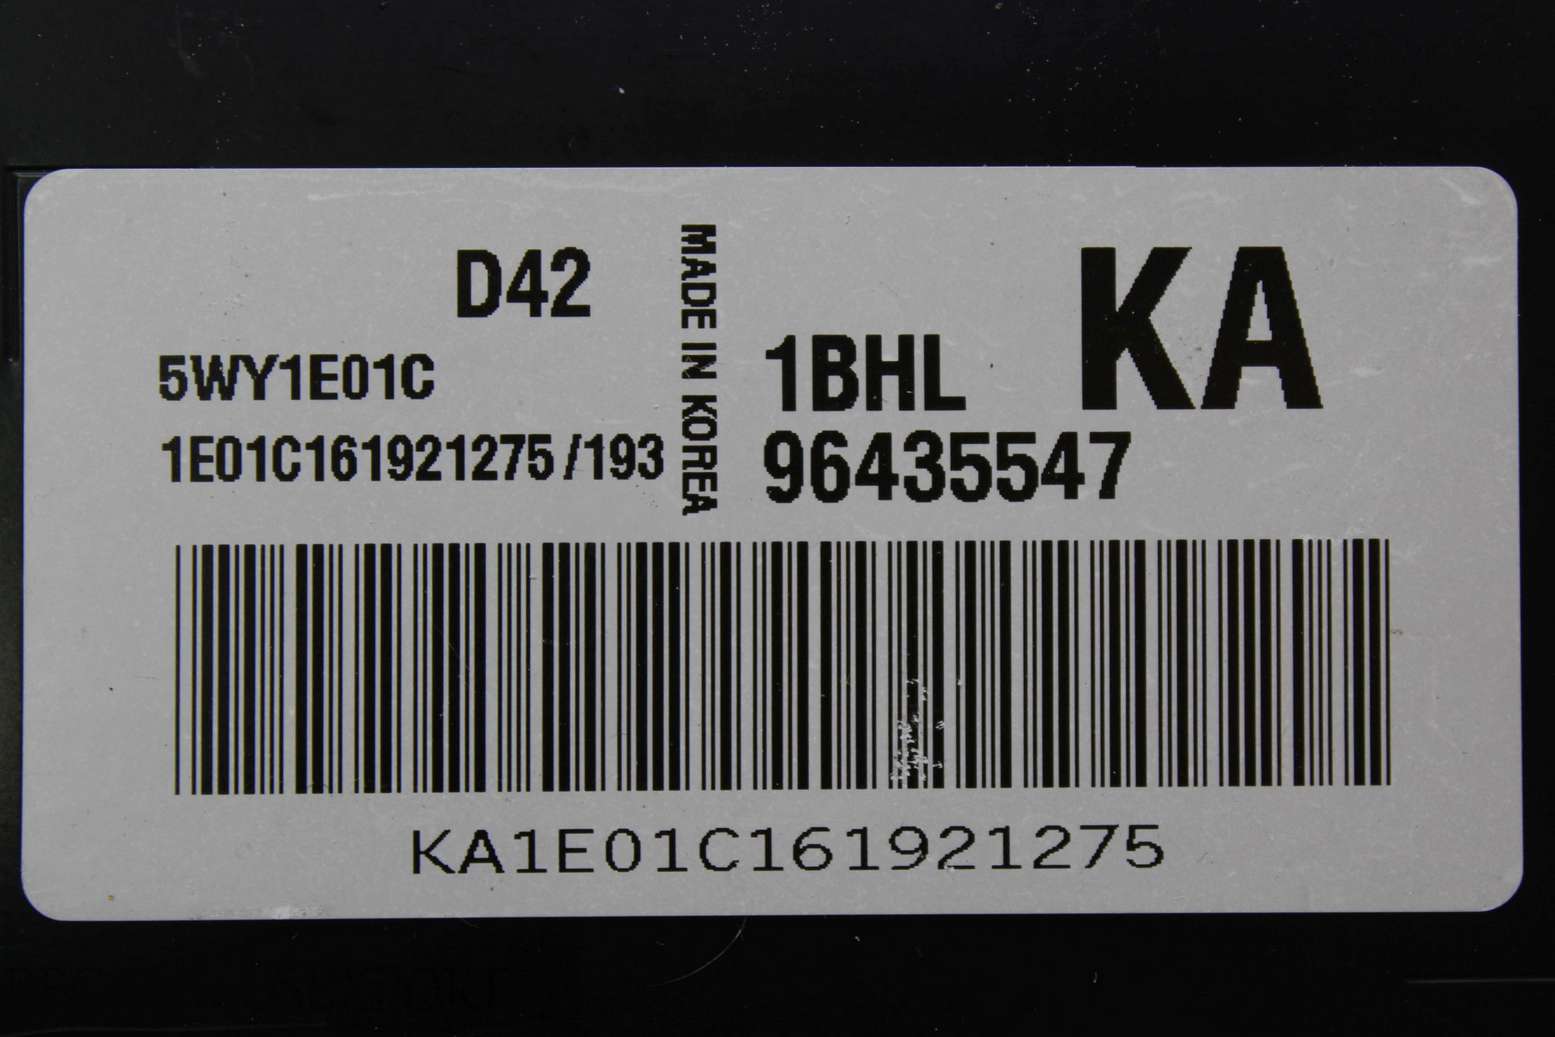 D42
5WY1E01C
1E01C161921275/193
MADE IN KOREA
1BHL
KA
96435547
KA1E01C161921275